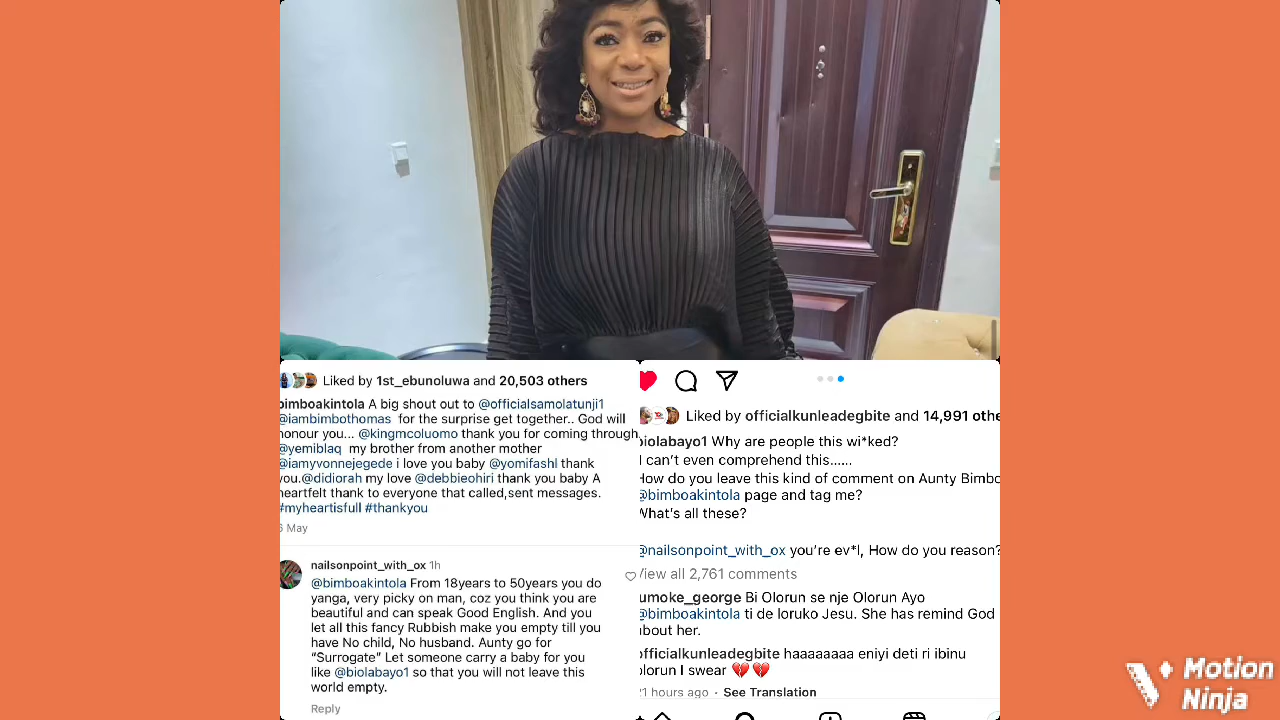 Liked by 1st_ebunoluwa and 20,503 others
bimboakintola A big shout out to @officialsamolatunji1
@iambimbothomas for the surprise get together.. God will
honour you... @kingmcoluomo thank you for coming through.
@yemiblaq my brother from another mother
@iamyvonnejegede i love you baby @yomifashl thank
you.@didiorah my love @debbieohiri thank you baby A
heartfelt thank to everyone that called,sent messages.
#myheartisfull #thankyou
6 May
nailsonpoint_with_ox 1h
@bimboakintola From 18years to 50years you do
yanga, very picky on man, coz you think you are
beautiful and can speak Good English. And you
let all this fancy Rubbish make you empty till you
have No child, No husband. Aunty go for
“Surrogate” Let someone carry a baby for you
like @biolabayo1 so that you will not leave this
world empty.
Reply
Liked by officialkunleadegbite and 14,991 othe
biolabayo1 Why are people this wi*ked?
I can’t even comprehend this......
How do you leave this kind of comment on Aunty Bimbo
@bimboakintola page and tag me?
What’s all these?
@nailsonpoint_with_ox you’re ev*l, How do you reason?
View all 2,761 comments
umoke_george Bi Olorun se nje Olorun Ayo
@bimboakintola ti de loruko Jesu. She has remind God
about her.
officialkunleadegbite haaaaaaaa eniyi deti ri ibinu
olorun I swear 💔💔
21 hours ago · See Translation
Motion
Ninja